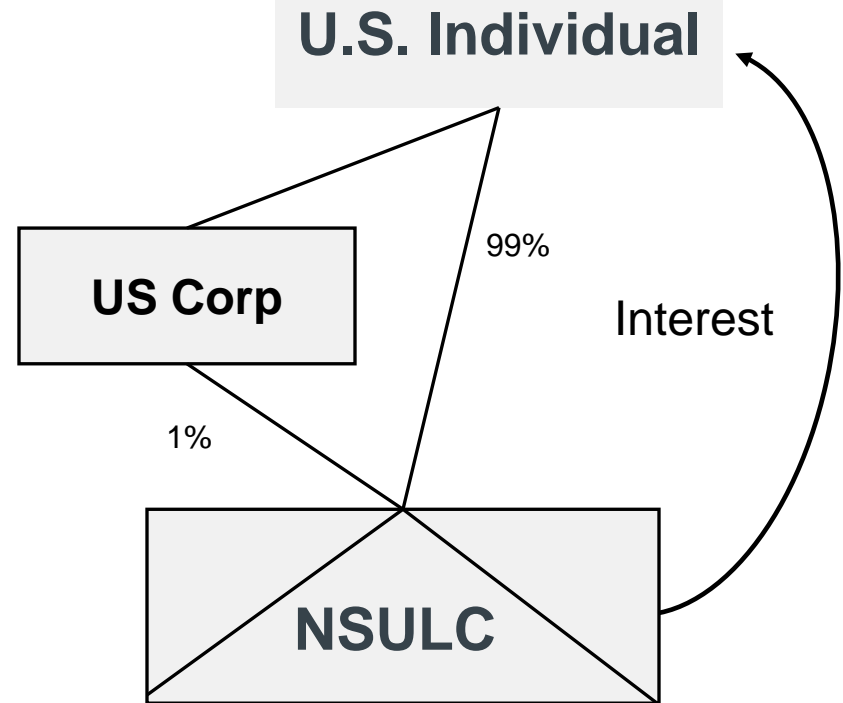 U.S. Individual
99%
US Corp
Interest
1%
NSULC